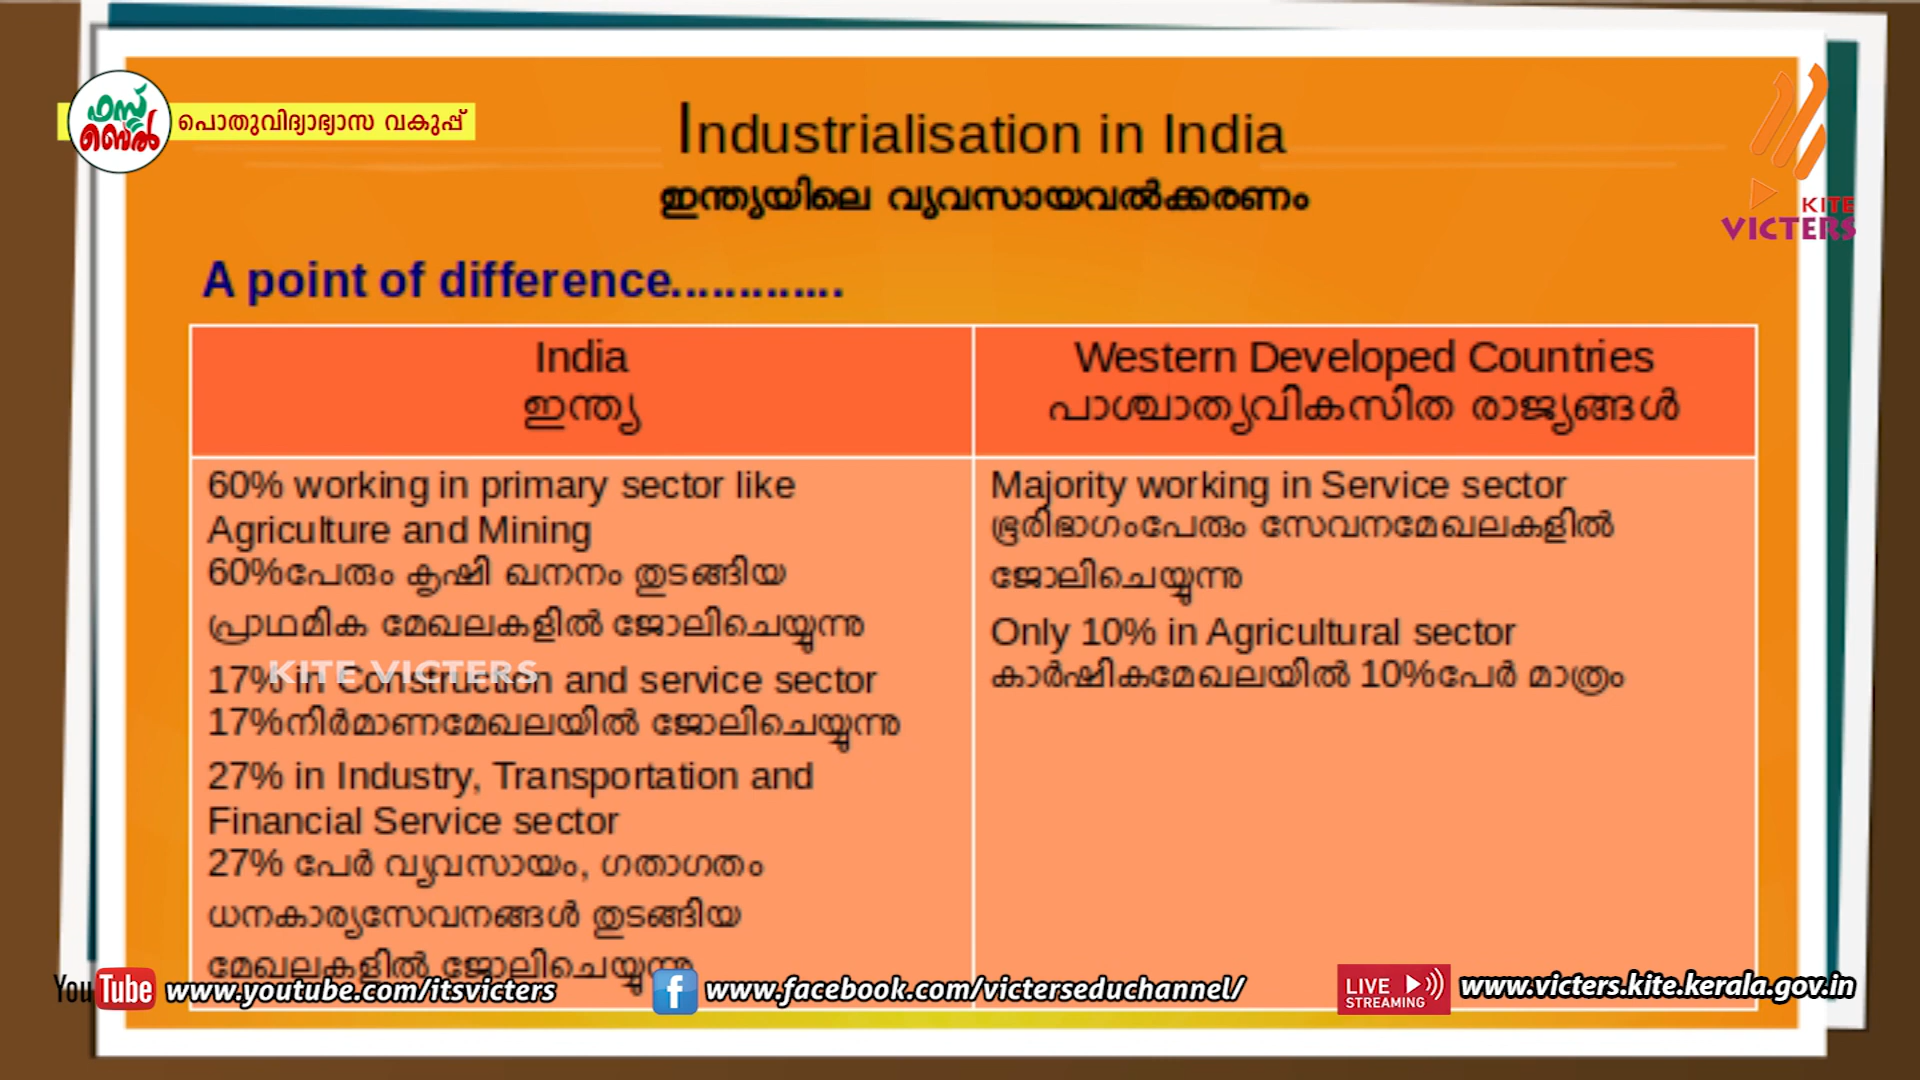 ഫസ്റ്റ്
ബെൽ
പൊതുവിദ്യാഭ്യാസ വകുപ്പ്
Industrialisation in India
ഇന്ത്യയിലെ വ്യവസായവൽക്കരണം
KITE
VICTERS
A point of difference.............
India
ഇന്ത്യ
Western Developed Countries
പാശ്ചാത്യവികസിത രാജ്യങ്ങൾ
60% working in primary sector like
Agriculture and Mining
60%പേരും കൃഷി ഖനനം തുടങ്ങിയ
പ്രാഥമിക മേഖലകളിൽ ജോലിചെയ്യുന്നു
KITE VICTERS
17% in Construction and service sector
17%നിർമാണമേഖലയിൽ ജോലിചെയ്യുന്നു
27% in Industry, Transportation and
Financial Service sector
27% പേർ വ്യവസായം, ഗതാഗതം
ധനകാര്യസേവനങ്ങൾ തുടങ്ങിയ
മേഖലകളിൽ ജോലിചെയ്യുന്നു
Majority working in Service sector
ഭൂരിഭാഗംപേരും സേവനമേഖലകളിൽ
ജോലിചെയ്യുന്നു
Only 10% in Agricultural sector
കാർഷികമേഖലയിൽ 10%പേർ മാത്രം
YouTube www.youtube.com/itsvicters
f www.facebook.com/victerseduchannel/
LIVE STREAMING www.victers.kite.kerala.gov.in